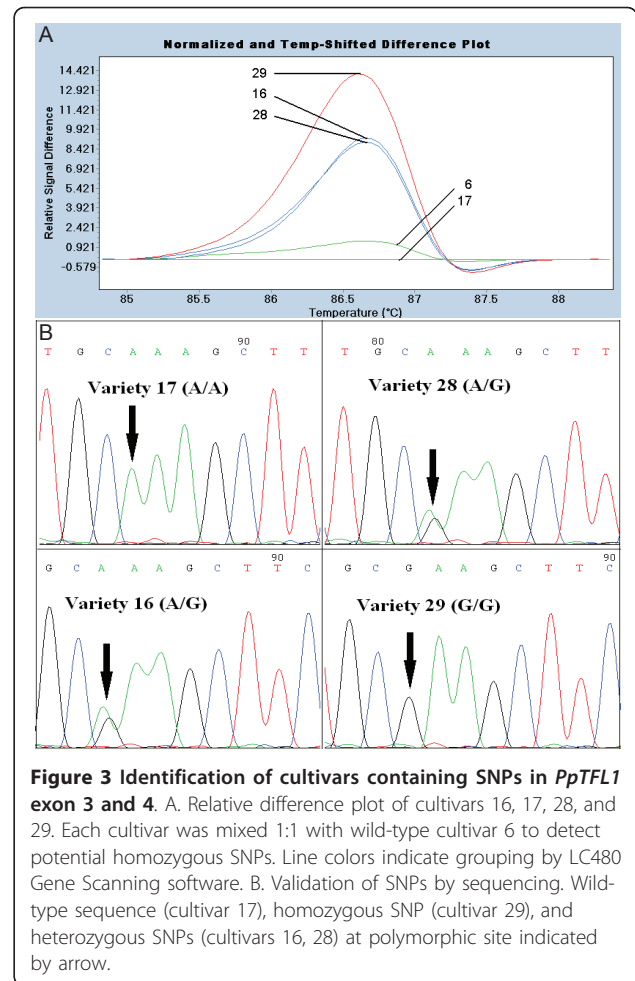 A
Normalized and Temp-Shifted Difference Plot
14.421
12.921
11.421
9.921
8.421
6.921
5.421
3.921
2.421
0.921
-0.579
Relative Signal Difference
29
16
28
6
17
85
85.5
86
86.5
87
87.5
88
Temperature (°C)
B
90
T G C A A A G C T T
Variety 17 (A/A)
80
T G C A A A G C T T
Variety 28 (A/G)
90
G C A A A G C T T C
Variety 16 (A/G)
90
G C G A A G C T T C
Variety 29 (G/G)
Figure 3 Identification of cultivars containing SNPs in PpTFL1
exon 3 and 4. A. Relative difference plot of cultivars 16, 17, 28, and
29. Each cultivar was mixed 1:1 with wild-type cultivar 6 to detect
potential homozygous SNPs. Line colors indicate grouping by LC480
Gene Scanning software. B. Validation of SNPs by sequencing. Wild-
type sequence (cultivar 17), homozygous SNP (cultivar 29), and
heterozygous SNPs (cultivars 16, 28) at polymorphic site indicated
by arrow.